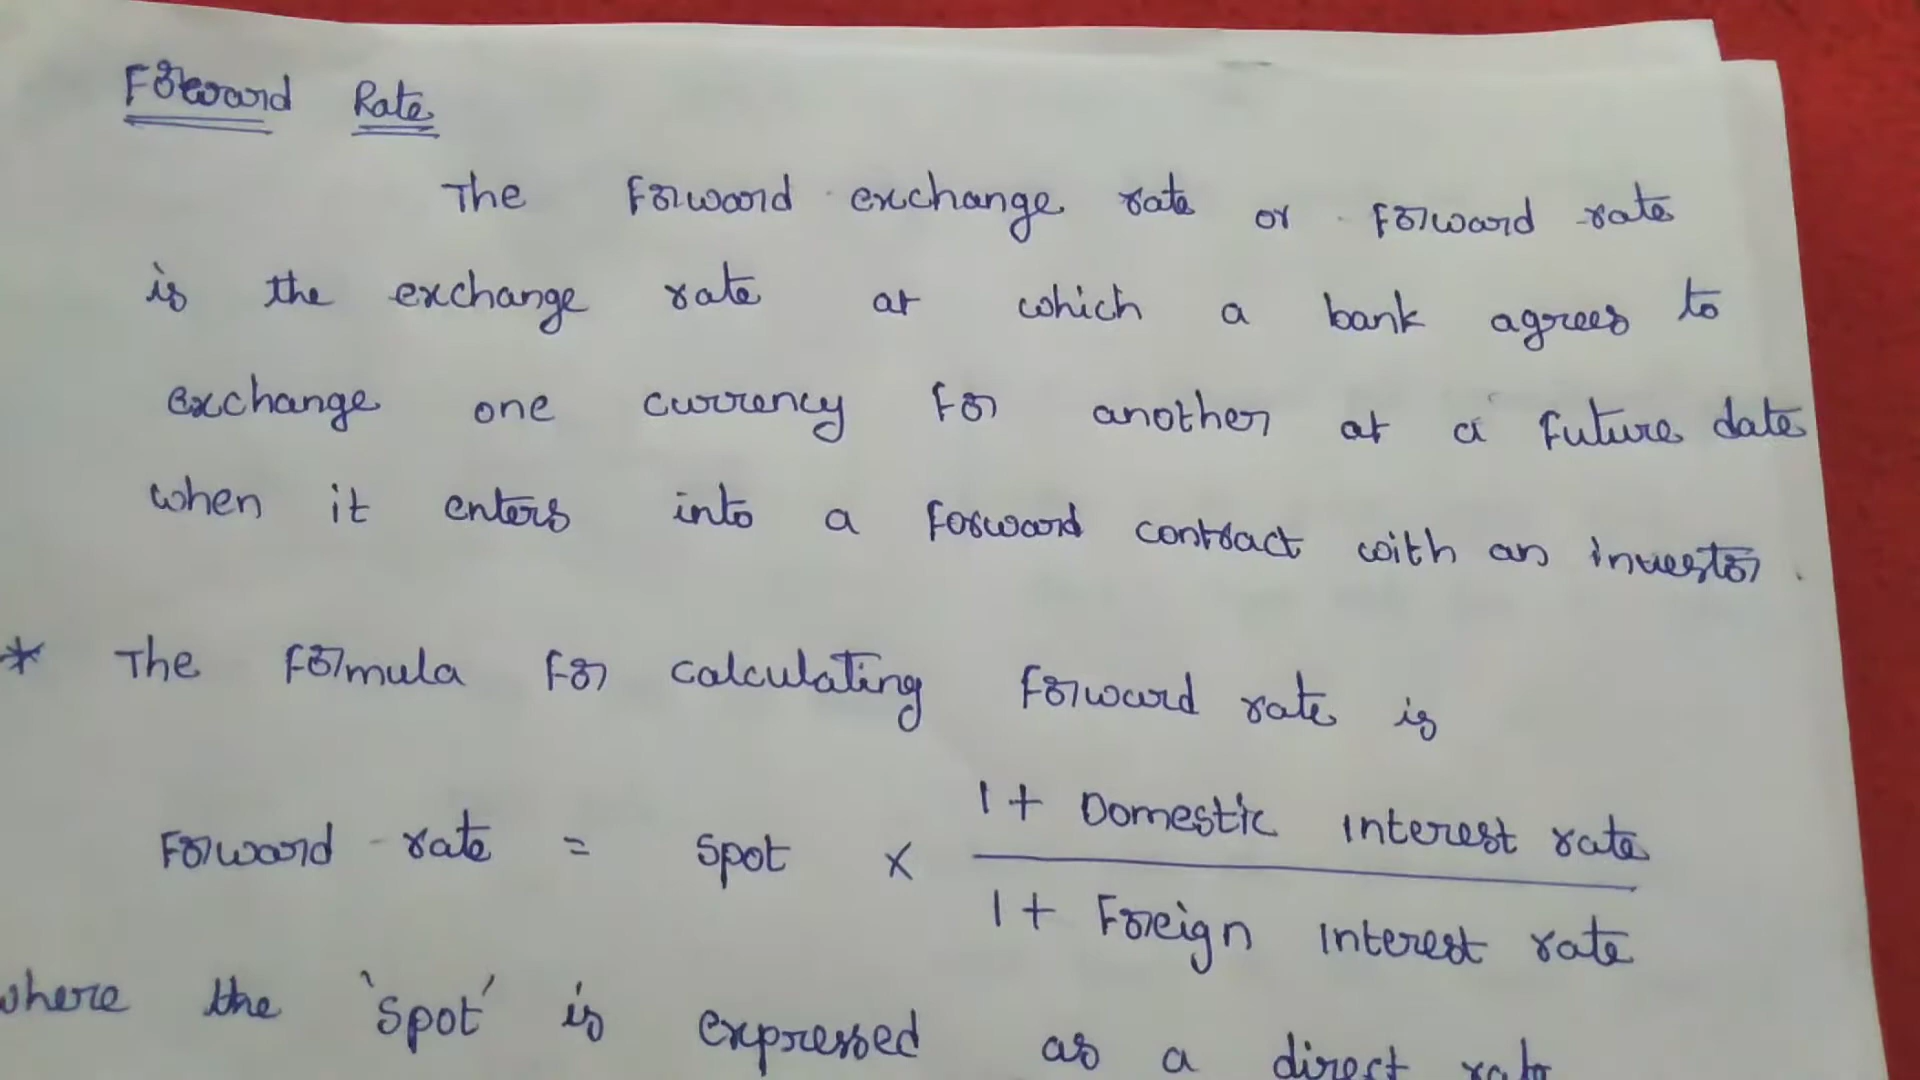 Forward Rate
The Forward exchange rate or Forward rate
is the exchange rate at which a bank agrees to
exchange one currency for another at a future date
when it enters into a Forward contract with an investor.
* The Formula for calculating Forward rate is
1 + Domestic interest rate
Forward rate = Spot x
1 + Foreign interest rate
where the 'spot' is expressed as a direct rate